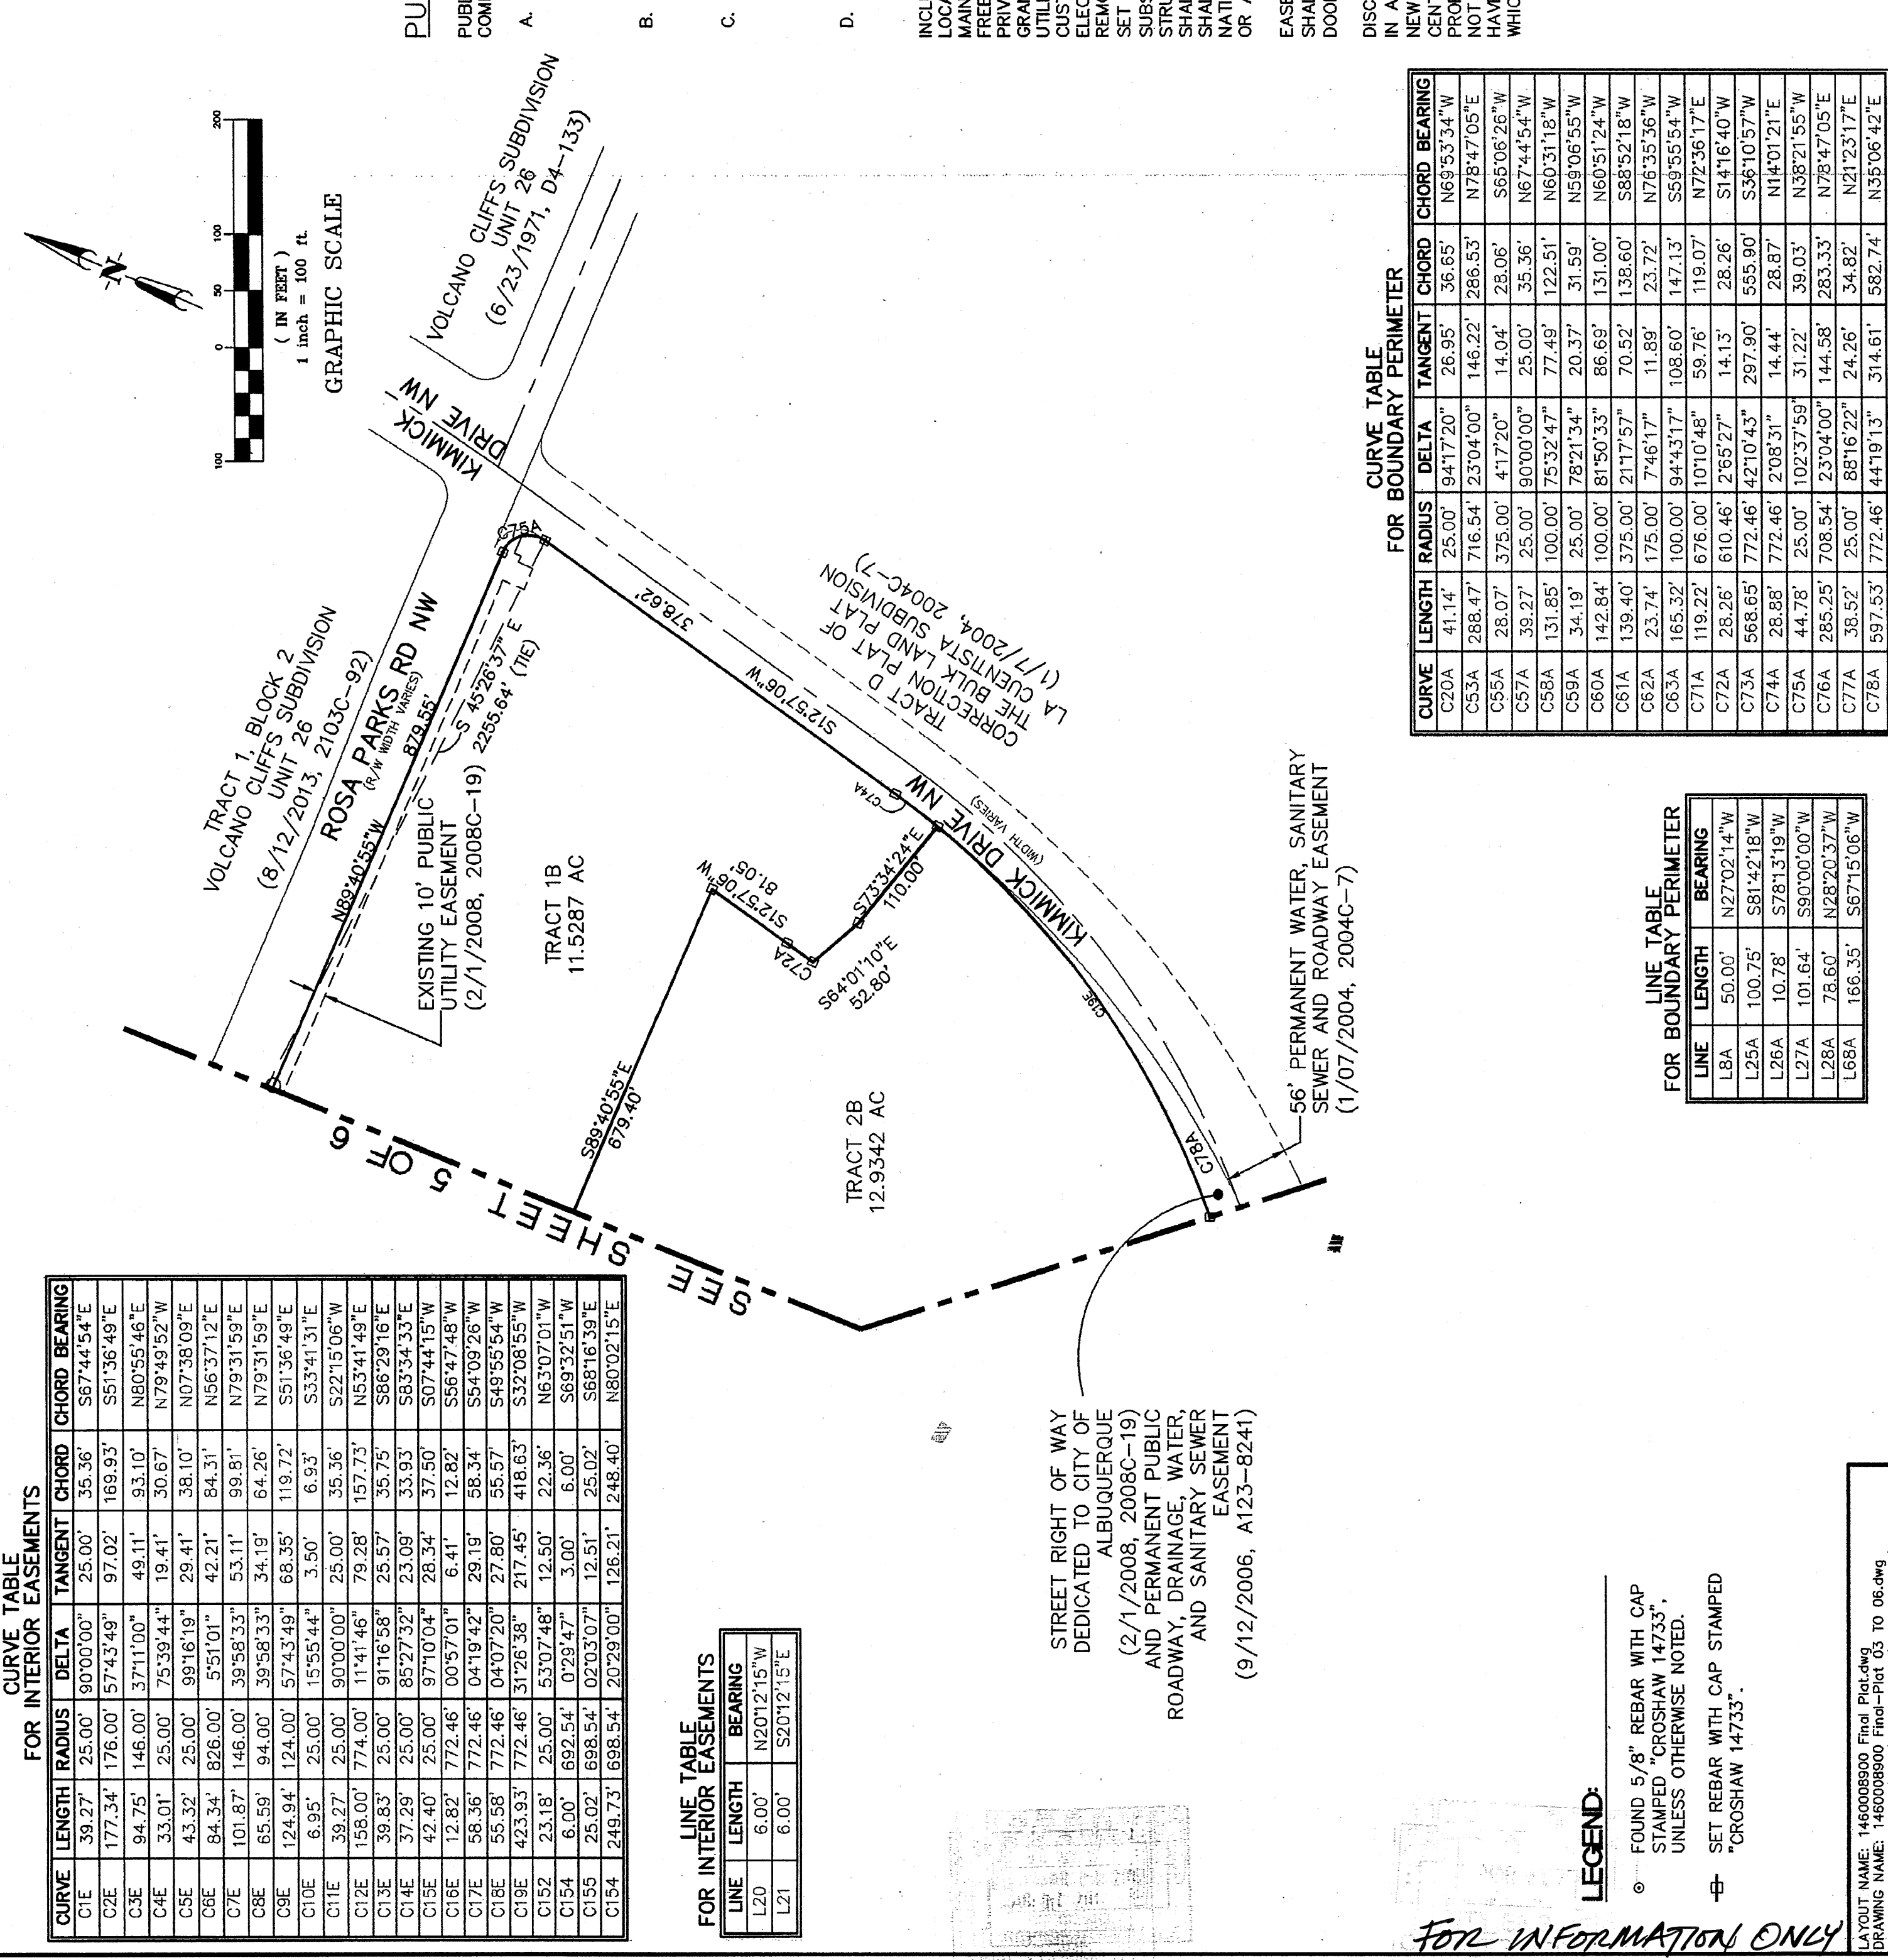 CURVE TABLE
FOR INTERIOR EASEMENTS
CURVE LENGTH RADIUS DELTA TANGENT CHORD CHORD BEARING
C1E 39.27' 25.00' 90°00'00" 25.00' 35.36' S67°44'54"E
C2E 177.34' 176.00' 57°43'49" 97.02' 169.93' S51°36'49"E
C3E 94.75' 146.00' 37°11'00" 49.11' 93.10' N80°55'46"E
C4E 33.01' 25.00' 75°39'44" 19.41' 30.67' N79°49'52"W
C5E 43.32' 25.00' 99°16'19" 29.41' 38.10' N07°38'09"E
C6E 84.34' 826.00' 5°51'01" 42.21' 84.31' N56°37'12"E
C7E 101.87' 146.00' 39°58'33" 53.11' 99.81' N79°31'59"E
C8E 65.59' 94.00' 39°58'33" 34.19' 64.26' N79°31'59"E
C9E 124.94' 124.00' 57°43'49" 68.35' 119.72' S51°36'49"E
C10E 6.95' 25.00' 15°55'44" 3.50' 6.93' S33°41'31"E
C11E 39.27' 25.00' 90°00'00" 25.00' 35.36' S22°15'06"W
C12E 158.00' 774.00' 11°41'46" 79.28' 157.73' N53°41'49"E
C13E 39.83' 25.00' 91°16'58" 25.57' 35.75' S86°29'16"E
C14E 37.29' 25.00' 85°27'32" 23.09' 33.93' S83°34'33"W
C15E 42.40' 25.00' 97°10'04" 28.34' 37.50' S07°44'15"W
C16E 12.82' 772.46' 00°57'01" 6.41' 12.82' S56°47'48"W
C17E 58.36' 772.46' 04°19'42" 29.19' 58.34' S54°09'26"W
C18E 55.58' 772.46' 04°07'20" 27.80' 55.57' S49°55'54"W
C19E 423.93' 772.46' 31°26'38" 217.45' 418.63' S32°08'55"W
C152 23.18' 25.00' 53°07'48" 12.50' 22.36' N63°07'01"W
C154 6.00' 692.54' 0°29'47" 3.00' 6.00' S69°32'51"W
C155 25.02' 698.54' 02°03'07" 12.51' 25.02' S68°16'39"E
C154 249.73' 698.54' 20°29'00" 126.21' 248.40' N80°02'15"E
LINE TABLE
FOR INTERIOR EASEMENTS
LINE LENGTH BEARING
L20 6.00' N20°12'15"W
L21 6.00' S20°12'15"E
STREET RIGHT OF WAY
DEDICATED TO CITY OF
ALBUQUERQUE
(2/1/2008, 2008C-19)
AND PERMANENT PUBLIC
ROADWAY, DRAINAGE, WATER,
AND SANITARY SEWER
EASEMENT
(9/12/2006, A123-8241)
LEGEND:
FOUND 5/8" REBAR WITH CAP
STAMPED "CROSHAW 14733",
UNLESS OTHERWISE NOTED.
SET REBAR WITH CAP STAMPED
"CROSHAW 14733".
FOR INFORMATION ONLY
LAYOUT NAME: 1460008900 Final Plat.dwg
DRAWING NAME: 1460008900 Final-Plat 03 TO 06.dwg
SEE SHEET 5 OF 6
TRACT 1, BLOCK 2
VOLCANO CLIFFS SUBDIVISION
UNIT 26
(8/12/2013, 2103C-92)
ROSA PARKS RD NW
(R/W WIDTH VARIES)
N89°40'55"W
879.55'
S 45°26'37" E
2255.64' (TIE)
EXISTING 10' PUBLIC
UTILITY EASEMENT
(2/1/2008, 2008C-19)
TRACT 1B
11.5287 AC
S89°40'55"E
679.40'
TRACT 2B
12.9342 AC
S12°57'06"W
81.05'
C72A
S64°01'10"E
52.80'
S73°34'24"E
110.00'
C74A
S12°57'06"W
378.62'
C75A
KIMMICK
DRIVE NW
KIMMICK DRIVE NW
(WIDTH VARIES)
C19E
C78A
56' PERMANENT WATER, SANITARY
SEWER AND ROADWAY EASEMENT
(1/07/2004, 2004C-7)
TRACT D
CORRECTION PLAT OF
THE BULK LAND PLAT
LA CUENTISTA SUBDIVISION
(1/7/2004, 2004C-7)
VOLCANO CLIFFS SUBDIVISION
UNIT 26
(6/23/1971, D4-133)
-N-
100 0 50 100 200
( IN FEET )
1 inch = 100 ft.
GRAPHIC SCALE
LINE TABLE
FOR BOUNDARY PERIMETER
LINE LENGTH BEARING
L8A 50.00' N27°02'14"W
L25A 100.75' S81°42'18"W
L26A 10.78' S78°13'19"W
L27A 101.64' S90°00'00"W
L28A 78.60' N28°20'37"W
L68A 166.35' S67°15'06"W
CURVE TABLE
FOR BOUNDARY PERIMETER
CURVE LENGTH RADIUS DELTA TANGENT CHORD CHORD BEARING
C20A 41.14' 25.00' 94°17'20" 26.95' 36.65' N69°53'34"W
C53A 288.47' 716.54' 23°04'00" 146.22' 286.53' N78°47'05"E
C55A 28.07' 375.00' 4°17'20" 14.04' 28.06' S65°06'26"W
C57A 39.27' 25.00' 90°00'00" 25.00' 35.36' N67°44'54"W
C58A 131.85' 100.00' 75°32'47" 77.49' 122.51' N60°31'18"W
C59A 34.19' 25.00' 78°21'34" 20.37' 31.59' N59°06'55"W
C60A 142.84' 100.00' 81°50'33" 86.69' 131.00' N60°51'24"W
C61A 139.40' 375.00' 21°17'57" 70.52' 138.60' S88°52'18"W
C62A 23.74' 175.00' 7°46'17" 11.89' 23.72' N76°35'36"W
C63A 165.32' 100.00' 94°43'17" 108.60' 147.13' S59°55'54"W
C71A 119.22' 676.00' 10°10'48" 59.76' 119.07' N72°36'17"E
C72A 28.26' 610.46' 2°65'27" 14.13' 28.26' S14°16'40"W
C73A 568.65' 772.46' 42°10'43" 297.90' 555.90' S36°10'57"W
C74A 28.88' 772.46' 2°08'31" 14.44' 28.87' N14°01'21"E
C75A 44.78' 25.00' 102°37'59" 31.22' 39.03' N38°21'55"W
C76A 285.25' 708.54' 23°04'00" 144.58' 283.33' N78°47'05"E
C77A 38.52' 25.00' 88°16'22" 24.26' 34.82' N21°23'17"E
C78A 597.53' 772.46' 44°19'13" 314.61' 582.74' N35°06'42"E
PU
PUBL
COMM
A.
B.
C.
D.
INCL
LOCA
MAIN
FREE
PRIV
GRAN
UTILI
CUST
ELEC
REMO
SET
SUBS
STRU
SHAL
SHAL
NATI
OR A
EASE
SHAL
DOOR
DISC
IN A
NEW
CENT
PROP
NOT
HAVE
WHIC